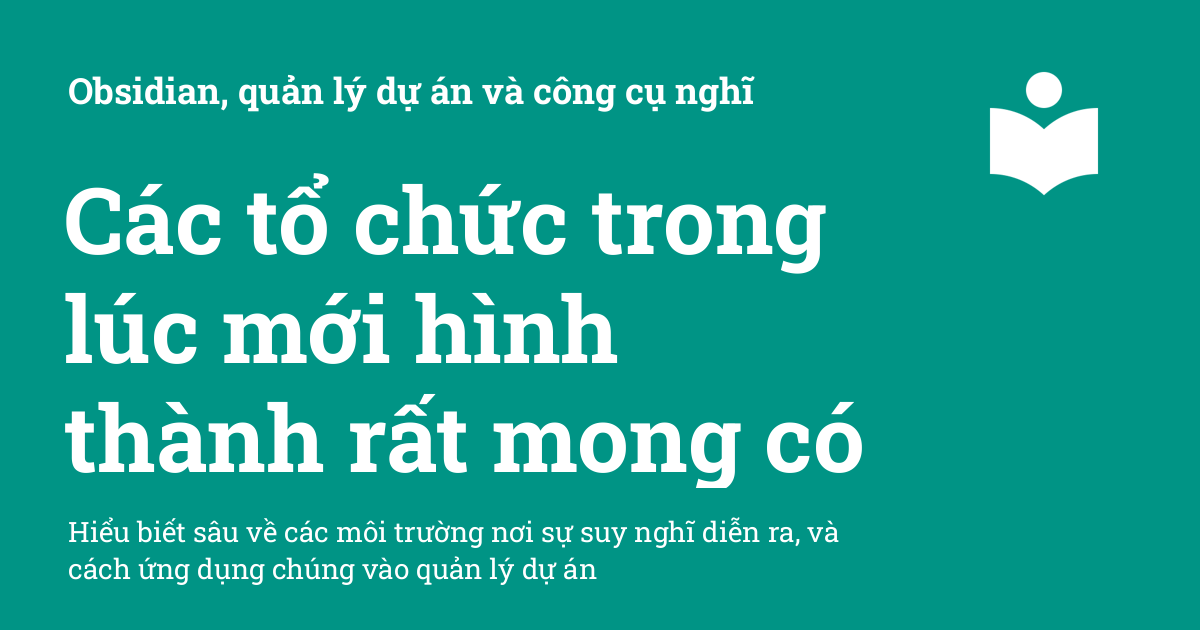 Obsidian, quản lý dự án và công cụ nghĩ
Các tổ chức trong
lúc mới hình
thành rất mong có
Hiểu biết sâu về các môi trường nơi sự suy nghĩ diễn ra, và
cách ứng dụng chúng vào quản lý dự án